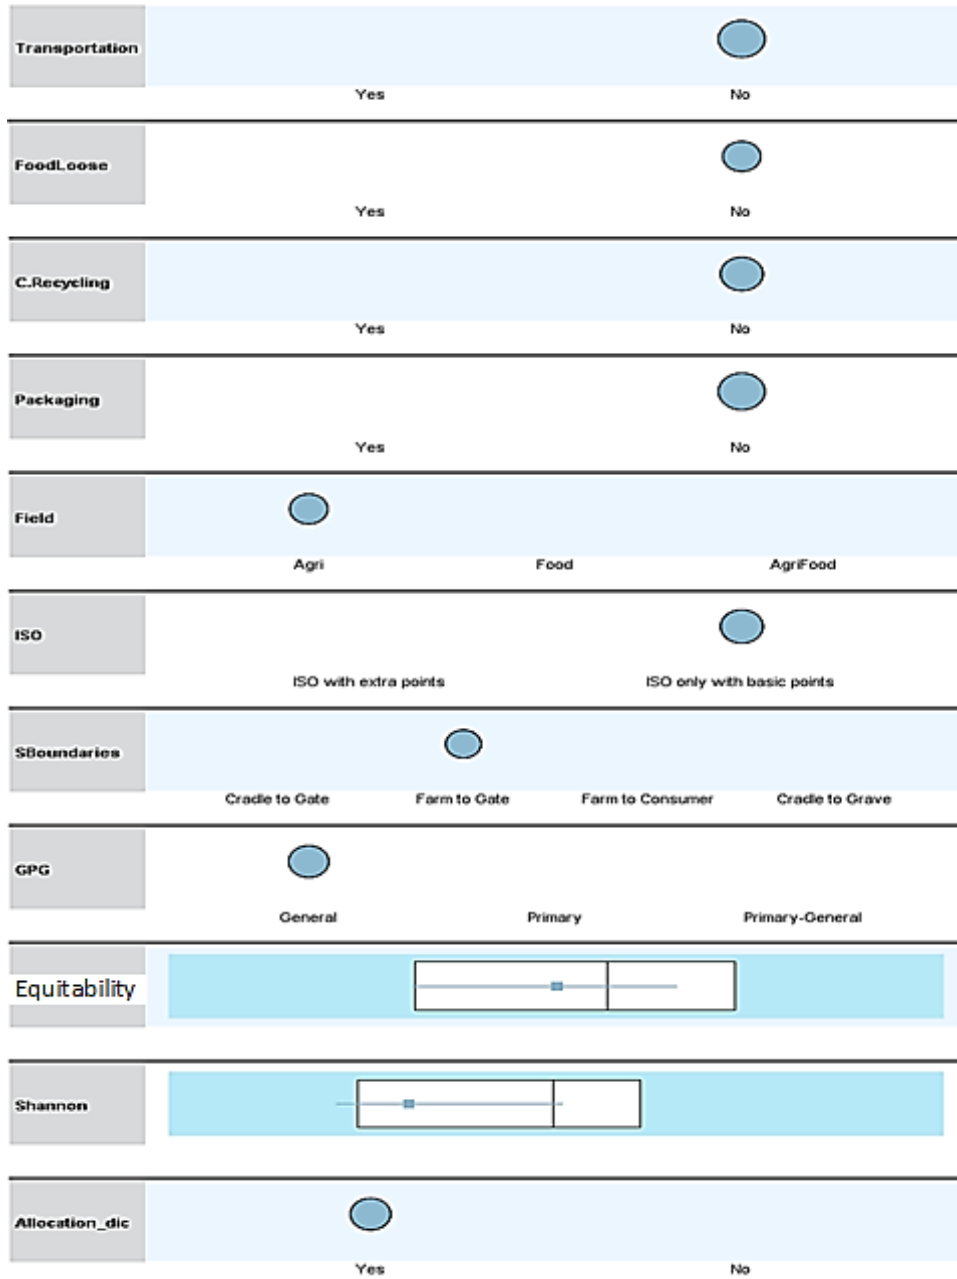 Transportation
Yes No
FoodLoose
Yes No
C.Recycling
Yes No
Packaging
Yes No
Field
Agri Food AgriFood
ISO
ISO with extra points ISO only with basic points
SBoundaries
Cradle to Gate Farm to Gate Farm to Consumer Cradle to Grave
GPG
General Primary Primary-General
Equitability
Shannon
Allocation_dic
Yes No